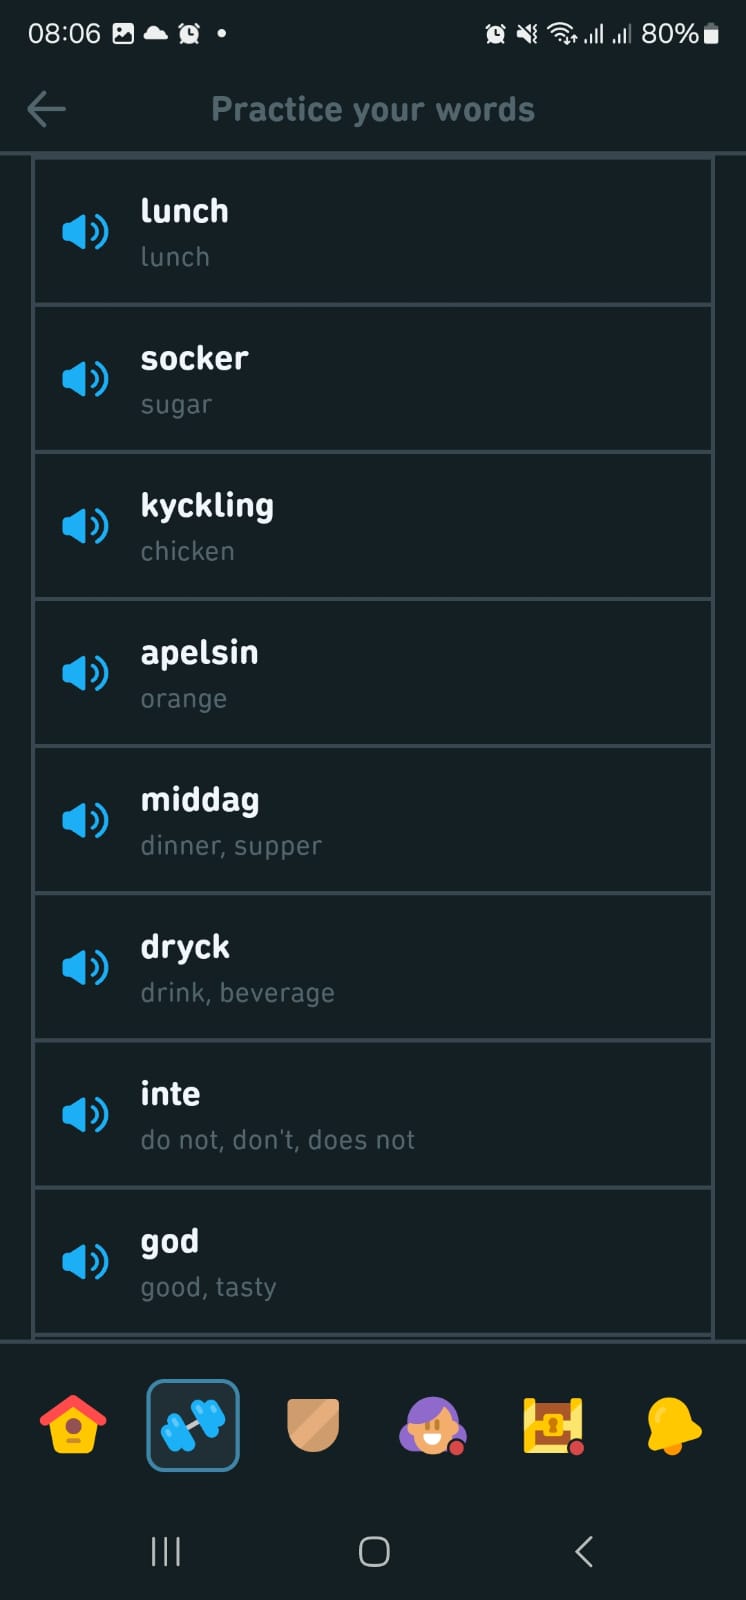 08:06
80%
Practice your words
lunch
lunch
socker
sugar
kyckling
chicken
apelsin
orange
middag
dinner, supper
dryck
drink, beverage
inte
do not, don't, does not
god
good, tasty